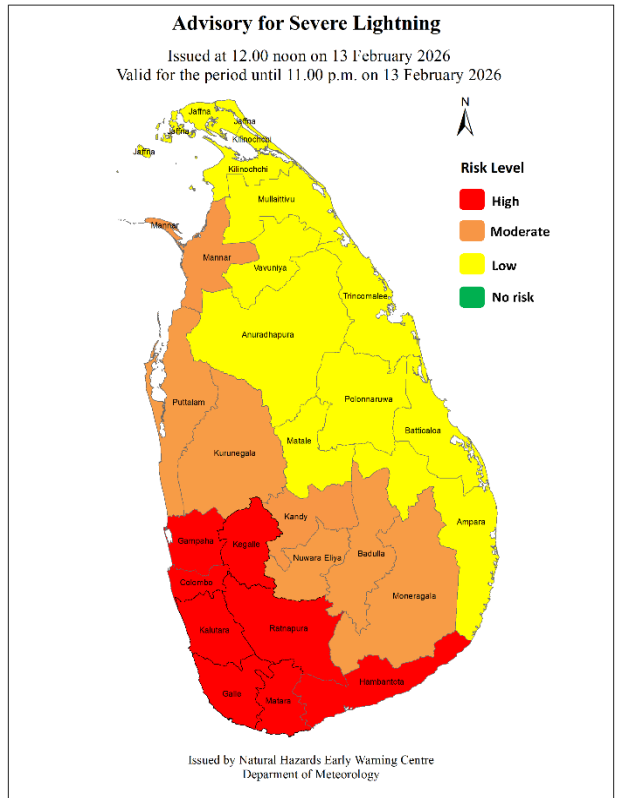 Advisory for Severe Lightning
Issued at 12.00 noon on 13 February 2026
Valid for the period until 11.00 p.m. on 13 February 2026
N
Jaffna
Jaffna
Jaffna
Kilinochchi
Jaffna
Kilinochchi
Mullaittivu
Mannar
Mannar
Vavuniya
Trincomalee
Anuradhapura
Polonnaruwa
Puttalam
Batticaloa
Matale
Kurunegala
Kandy
Ampara
Gampaha
Kegalle
Nuwara Eliya
Badulla
Colombo
Moneragala
Kalutara
Ratnapura
Hambantota
Galle
Matara
Risk Level
High
Moderate
Low
No risk
Issued by Natural Hazards Early Warning Centre
Deparment of Meteorology